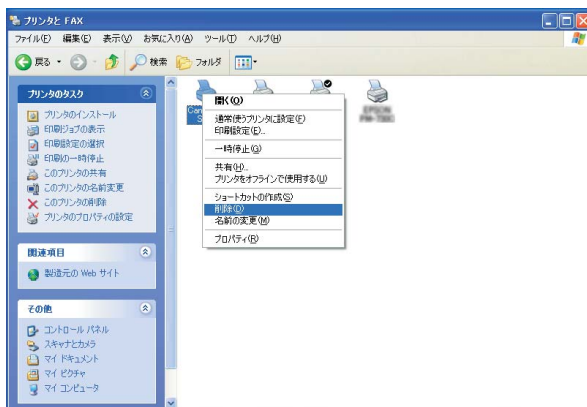 プリンタと FAX
ファイル(F) 編集(E) 表示(V) お気に入り(A) ツール(T) ヘルプ(H)
戻る 検索 フォルダ
プリンタのタスク
プリンタのインストール
印刷ジョブの表示
印刷設定の選択
印刷の一時停止
このプリンタの共有
このプリンタの名前変更
このプリンタの削除
プリンタのプロパティの設定
関連項目
製造元の Web サイト
その他
コントロール パネル
スキャナとカメラ
マイ ドキュメント
マイ ピクチャ
マイ コンピュータ
開く(O)
通常使うプリンタに設定(F)
印刷設定(E)...
一時停止(G)
共有(H)...
プリンタをオフラインで使用する(U)
ショートカットの作成(S)
削除(D)
名前の変更(M)
プロパティ(R)